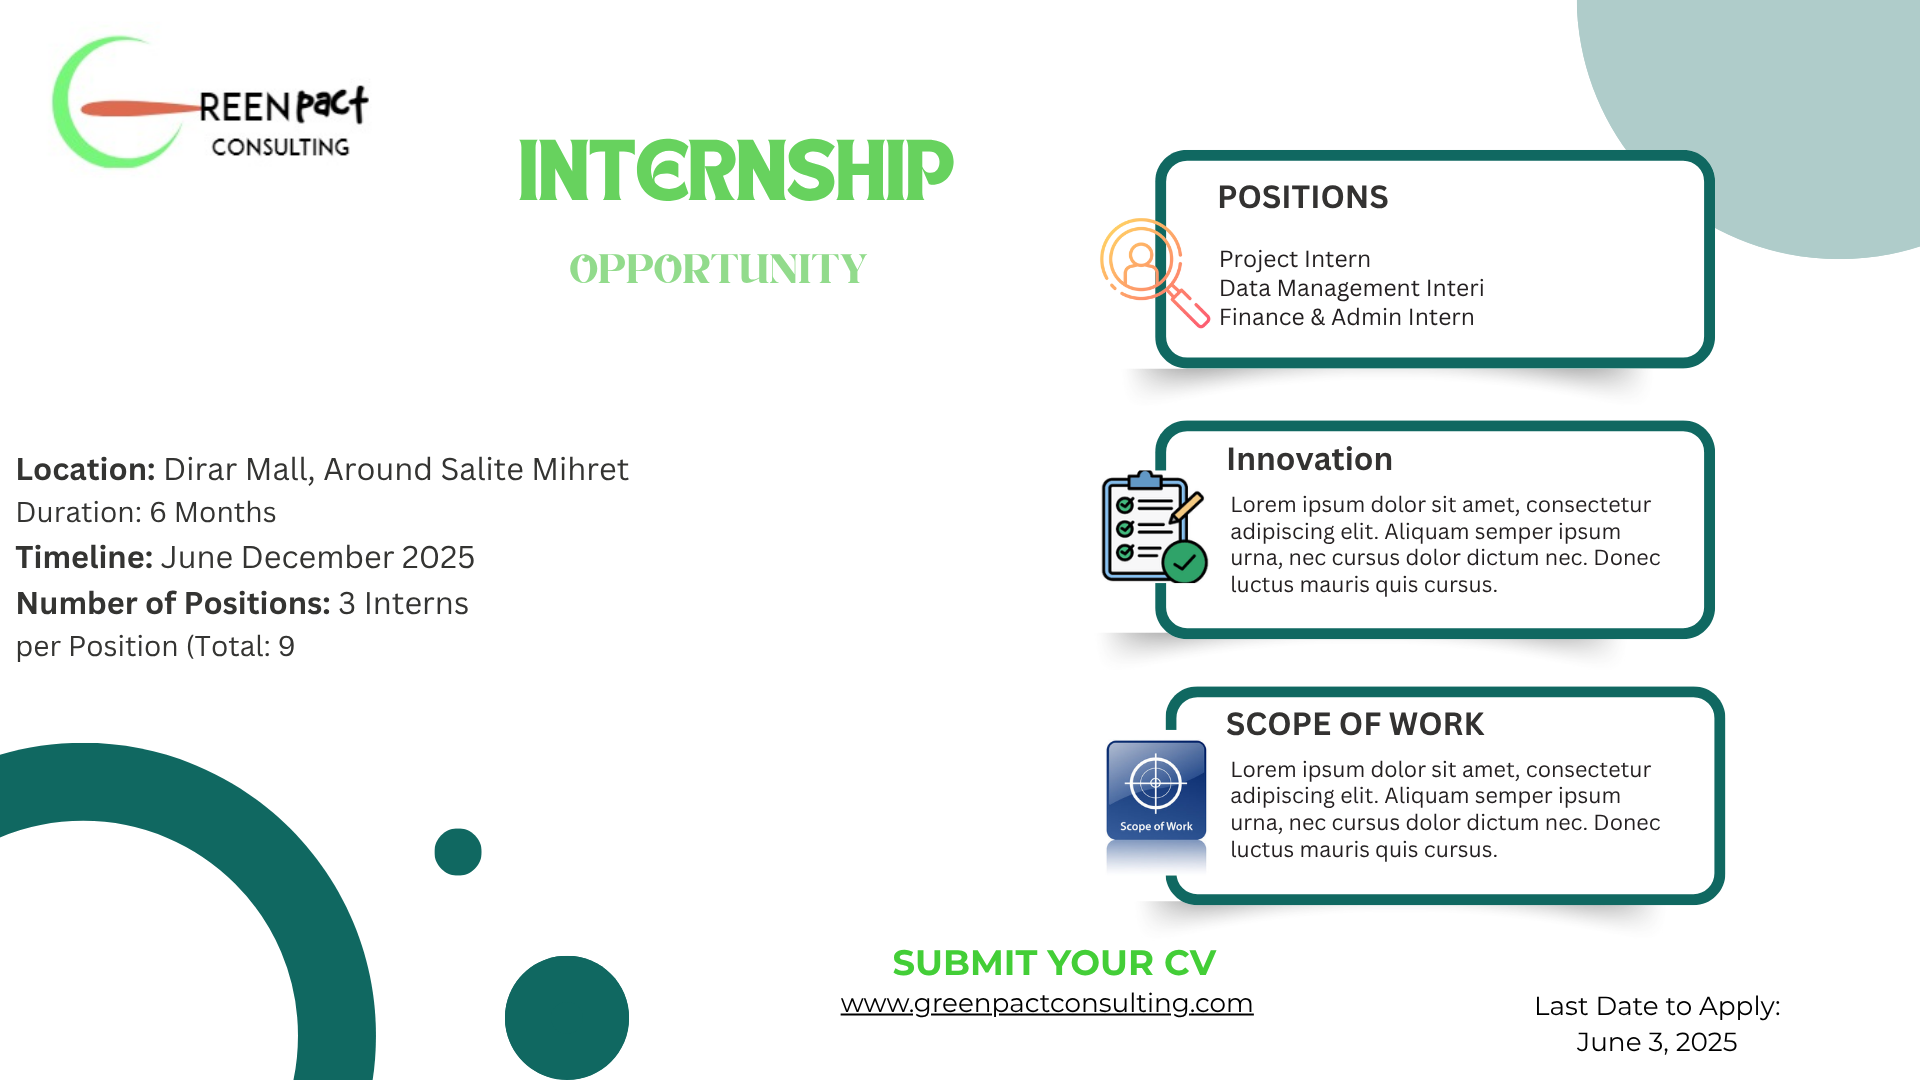 REENpact
CONSULTING
INTERNSHIP
OPPORTUNITY
Location: Dirar Mall, Around Salite Mihret
Duration: 6 Months
Timeline: June December 2025
Number of Positions: 3 Interns
per Position (Total: 9
POSITIONS
Project Intern
Data Management Interi
Finance & Admin Intern
Innovation
Lorem ipsum dolor sit amet, consectetur
adipiscing elit. Aliquam semper ipsum
urna, nec cursus dolor dictum nec. Donec
luctus mauris quis cursus.
SCOPE OF WORK
Scope of Work
Lorem ipsum dolor sit amet, consectetur
adipiscing elit. Aliquam semper ipsum
urna, nec cursus dolor dictum nec. Donec
luctus mauris quis cursus.
SUBMIT YOUR CV
www.greenpactconsulting.com
Last Date to Apply:
June 3, 2025